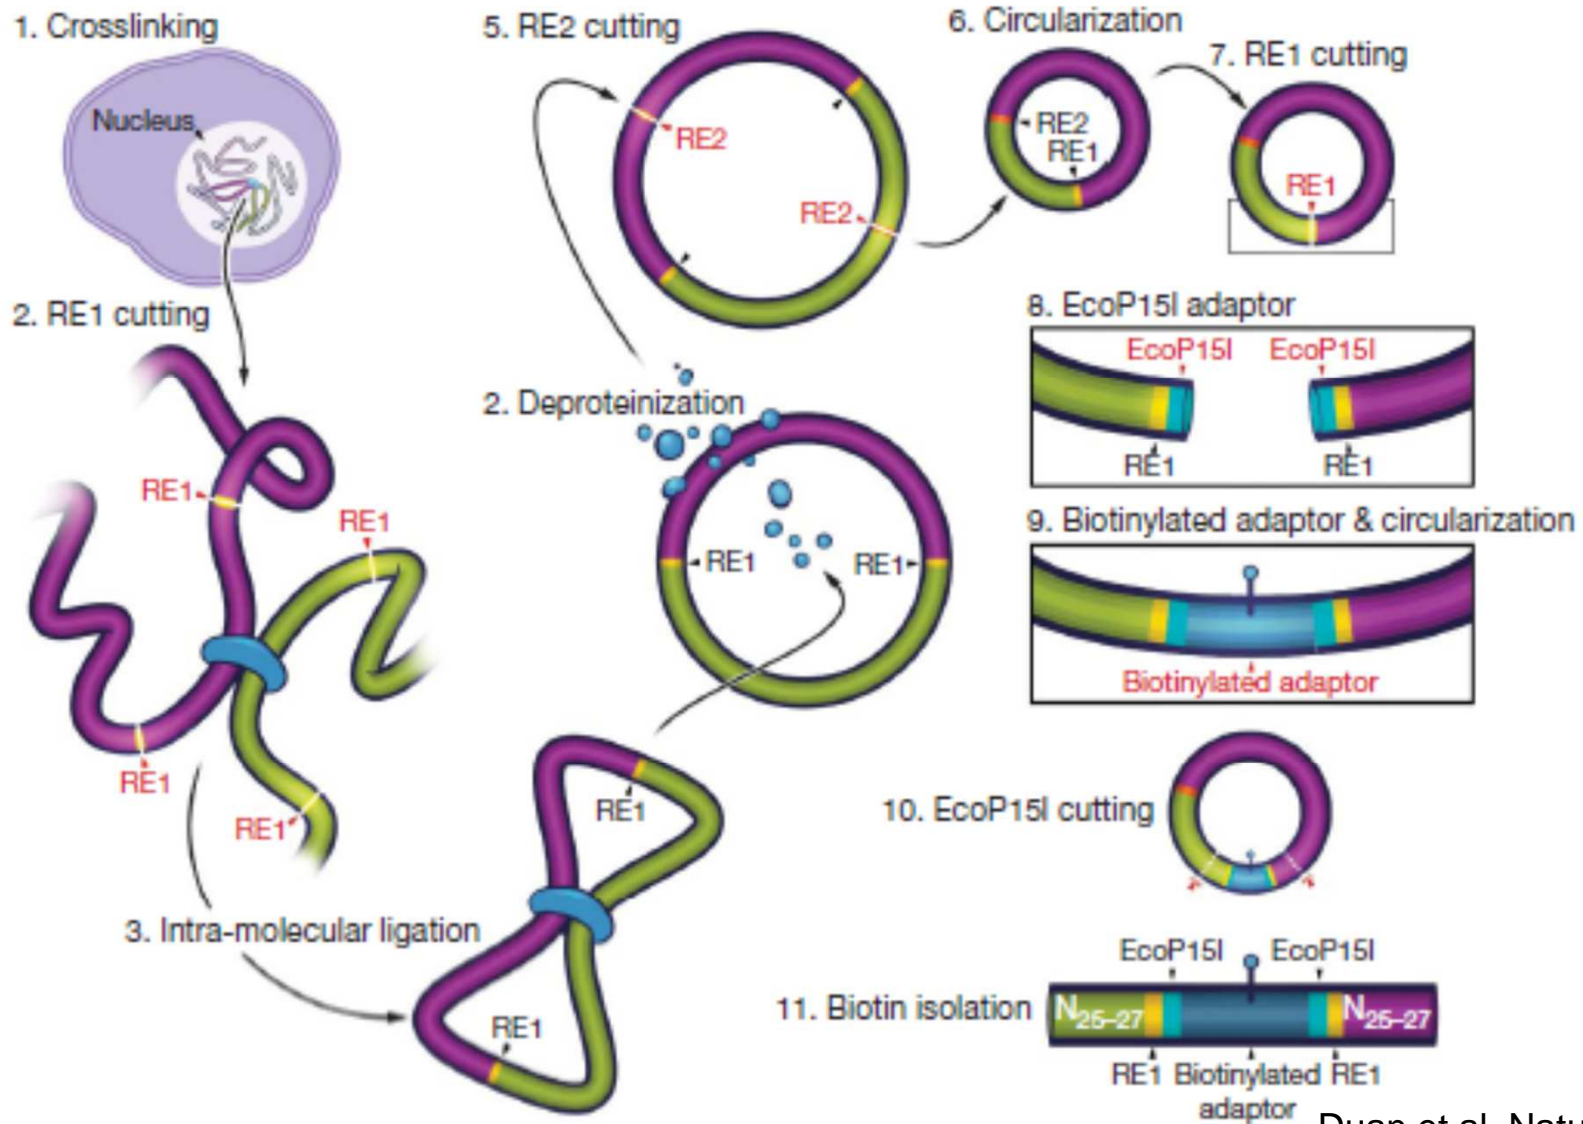 1. Crosslinking
Nucleus
2. RE1 cutting
RE1
RE1
RE1
RE1
3. Intra-molecular ligation
RE1
RE1
2. Deproteinization
RE1
RE1
5. RE2 cutting
RE2
RE2
6. Circularization
RE2
RE1
7. RE1 cutting
RE1
8. EcoP15I adaptor
EcoP15I EcoP15I
RE1 RE1
9. Biotinylated adaptor & circularization
Biotinylated adaptor
10. EcoP15I cutting
11. Biotin isolation
EcoP15I EcoP15I
N25–27 N25–27
RE1 Biotinylated RE1
adaptor
Duan et al. Natu